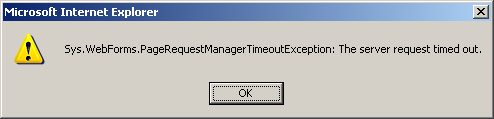 Microsoft Internet Explorer
Sys.WebForms.PageRequestManagerTimeoutException: The server request timed out.
OK